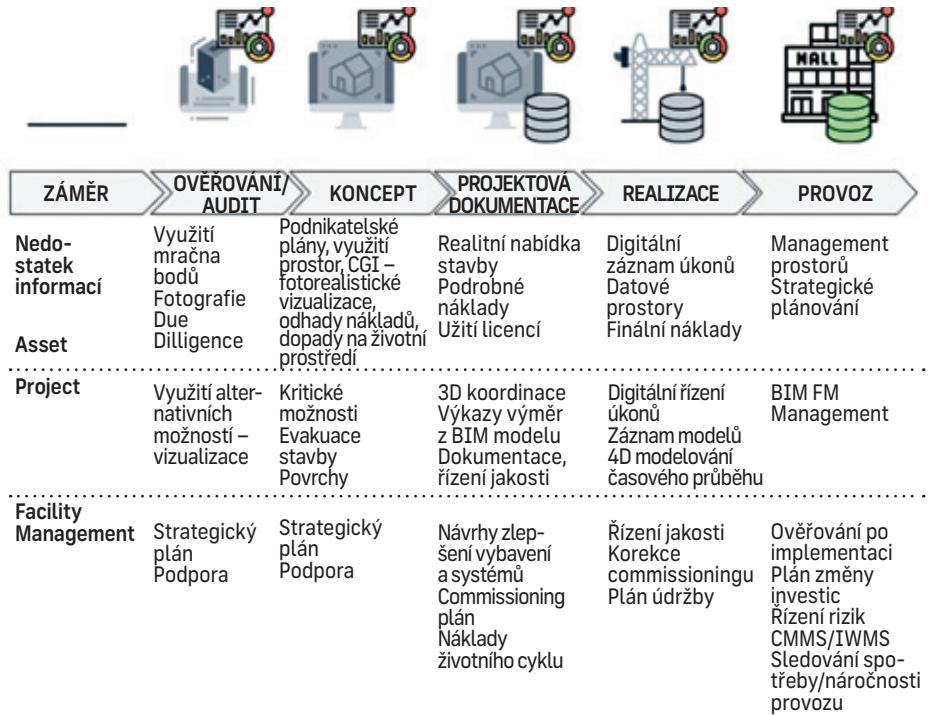 MALL
ZÁMĚR
OVĚŘOVÁNÍ/
AUDIT
KONCEPT
PROJEKTOVÁ
DOKUMENTACE
REALIZACE
PROVOZ
Nedo-
statek
informací
Asset
Využití
mračna
bodů
Fotografie
Due
Dilligence
Podnikatelské
plány, využití
prostor, CGI –
fotorealistické
vizualizace,
odhady nákladů,
dopady na životní
prostředí
Realitní nabídka
stavby
Podrobné
náklady
Užití licencí
Digitální
záznam úkonů
Datové
prostory
Finální náklady
Management
prostorů
Strategické
plánování
Project
Využití alter-
nativních
možností –
vizualizace
Kritické
možnosti
Evakuace
stavby
Povrchy
3D koordinace
Výkazy výměr
z BIM modelu
Dokumentace,
řízení jakosti
Digitální řízení
úkonů
Záznam modelů
4D modelování
časového průběhu
BIM FM
Management
Facility
Management
Strategický
plán
Podpora
Strategický
plán
Podpora
Návrhy zlep-
šení vybavení
a systémů
Commissioning
plán
Náklady
životního cyklu
Řízení jakosti
Korekce
commissioningu
Plán údržby
Ověřování po
implementaci
Plán změny
investic
Řízení rizik
CMMS/IWMS
Sledování spo-
třeby/náročnosti
provozu